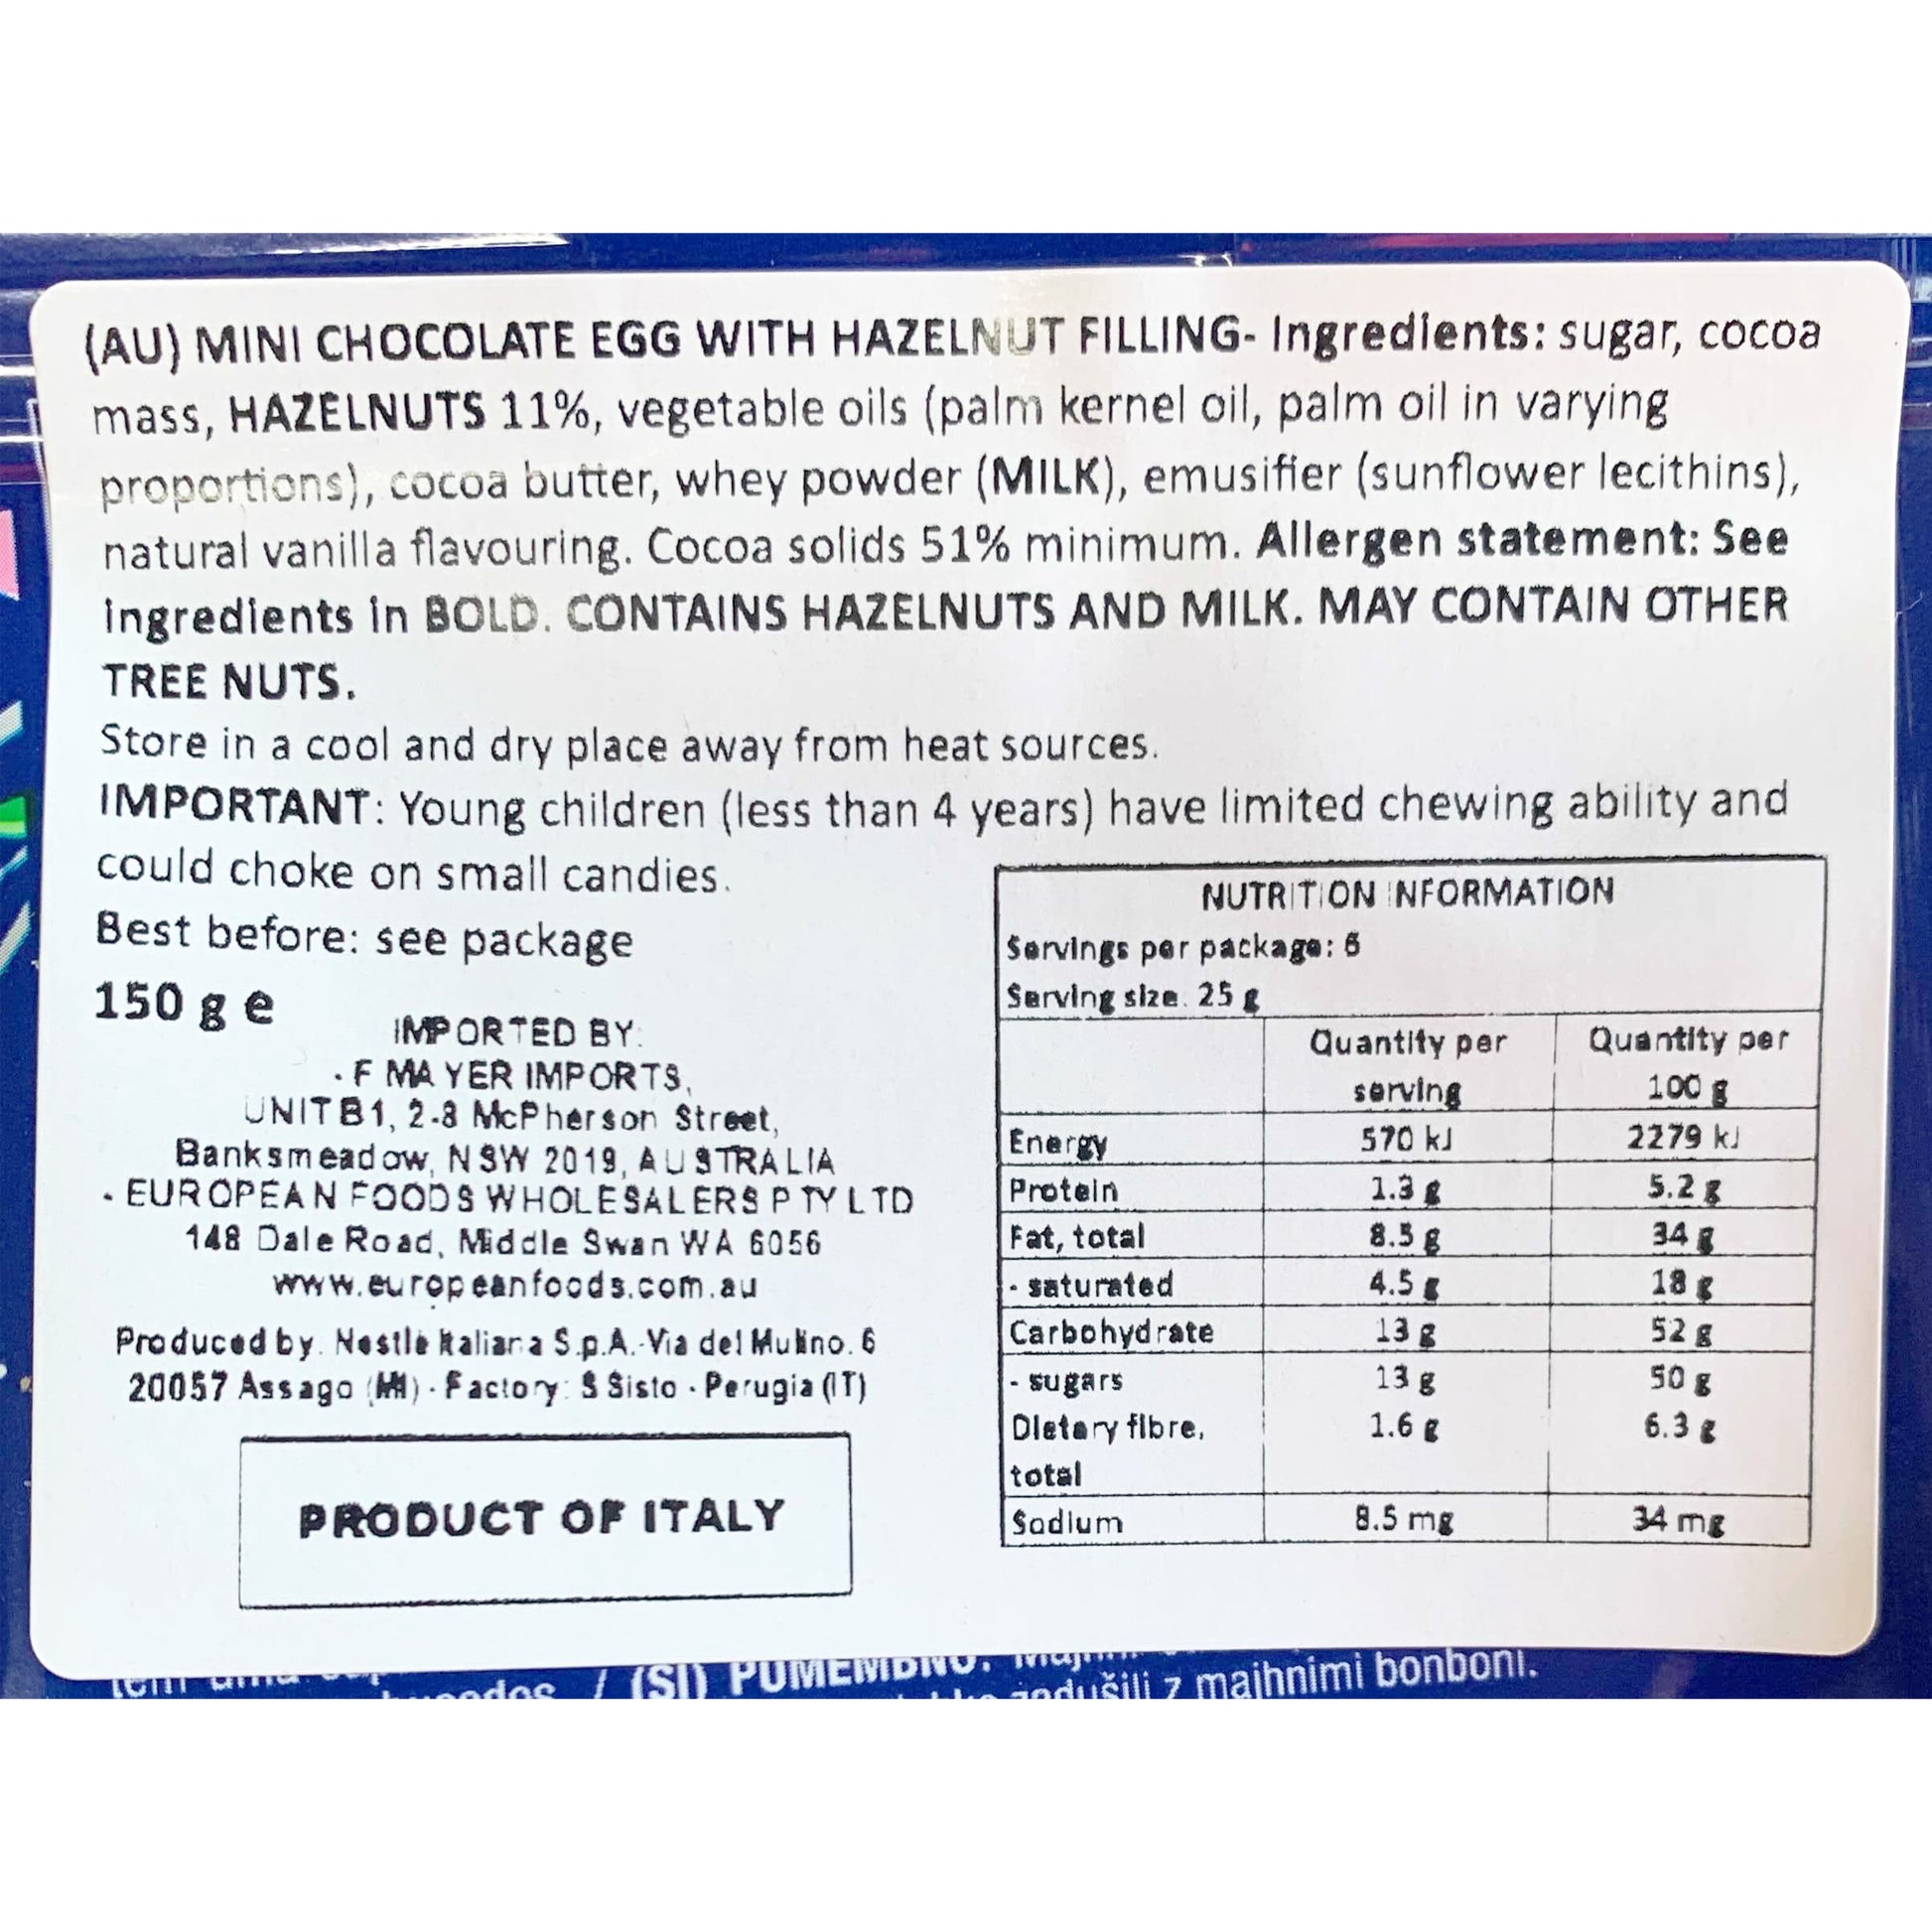 (AU) MINI CHOCOLATE EGG WITH HAZELNUT FILLING- Ingredients: sugar, cocoa
mass, HAZELNUTS 11%, vegetable oils (palm kernel oil, palm oil in varying
proportions), cocoa butter, whey powder (MILK), emusifier (sunflower lecithins),
natural vanilla flavouring. Cocoa solids 51% minimum. Allergen statement: See
ingredients in BOLD. CONTAINS HAZELNUTS AND MILK. MAY CONTAIN OTHER
TREE NUTS.
Store in a cool and dry place away from heat sources.
IMPORTANT: Young children (less than 4 years) have limited chewing ability and
could choke on small candies.
Best before: see package
150 g e
IMPORTED BY:
- F MAYER IMPORTS,
UNIT B1, 2-8 McPherson Street,
Banksmeadow, NSW 2019, AUSTRALIA
- EUROPEAN FOODS WHOLESALERS PTY LTD
148 Dale Road, Middle Swan WA 6056
www.europeanfoods.com.au
Produced by. Nestlè Italiana S.p.A.-Via del Mulino. 6
20057 Assago (MI) - Factory: S Sisto - Perugia (IT)
PRODUCT OF ITALY
NUTRITION INFORMATION
Servings per package: 6
Serving size. 25 g
Quantity per serving Quantity per 100 g
Energy 570 kJ 2279 kJ
Protein 1.3 g 5.2 g
Fat, total 8.5 g 34 g
- saturated 4.5 g 18 g
Carbohydrate 13 g 52 g
- sugars 13 g 50 g
Dietary fibre, 1.6 g 6.3 g
total
Sodium 8.5 mg 34 mg
/ (SI) POMEMBNO:
zadušili z majhnimi bonboni.